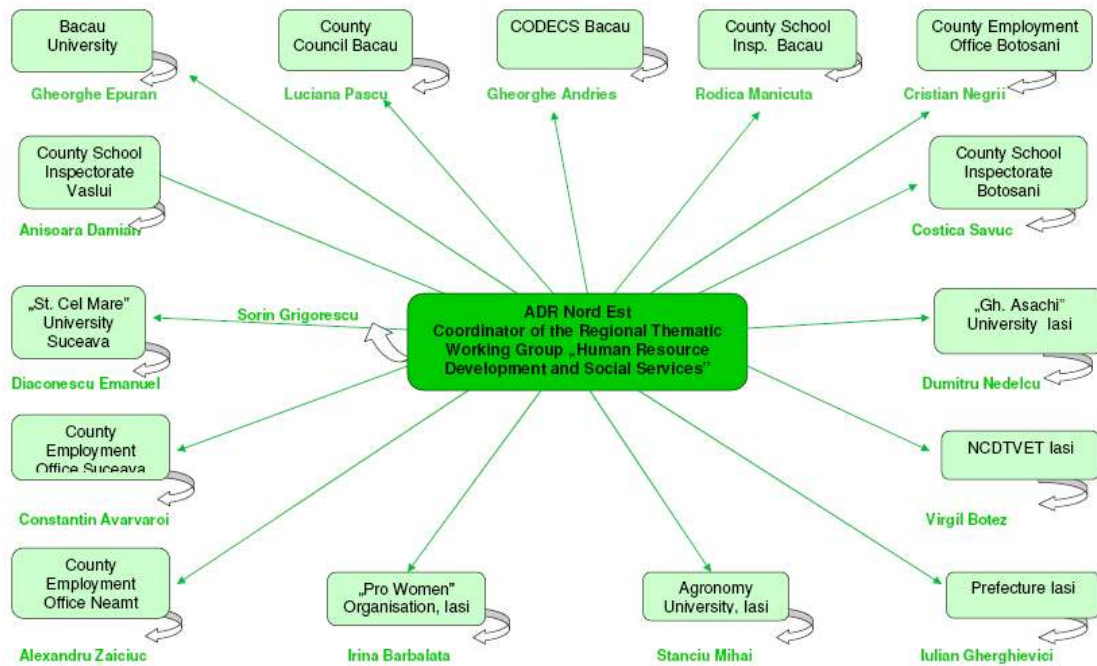 Bacau
University
Gheorghe Epuran
County
Council Bacau
Luciana Pascu
CODECS Bacau
Gheorghe Andries
County School
Insp. Bacau
Rodica Manicuta
County Employment
Office Botosani
Cristian Negrii
County School
Inspectorate
Vaslui
Anisoara Damian
County School
Inspectorate
Botosani
Costica Savuc
„St. Cel Mare”
University
Suceava
Diaconescu Emanuel
Sorin Grigorescu
ADR Nord Est
Coordinator of the Regional Thematic
Working Group „Human Resource
Development and Social Services”
„Gh. Asachi”
University Iasi
Dumitru Nedelcu
County
Employment
Office Suceava
Constantin Avarvaroi
NCDTVET Iasi
Virgil Botez
County
Employment
Office Neamt
Alexandru Zaiciuc
„Pro Women”
Organisation, Iasi
Irina Barbalata
Agronomy
University, Iasi
Stanciu Mihai
Prefecture Iasi
Iulian Gherghievici